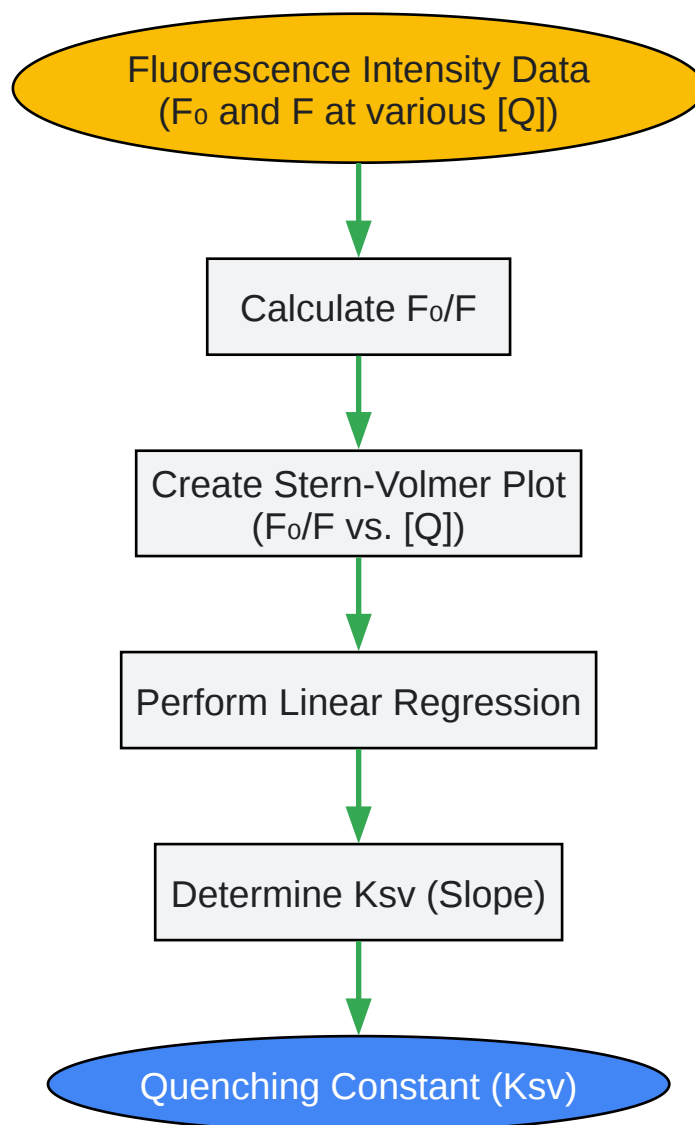 Fluorescence Intensity Data
(F₀ and F at various [Q])
Calculate F₀/F
Create Stern-Volmer Plot
(F₀/F vs. [Q])
Perform Linear Regression
Determine Ksv (Slope)
Quenching Constant (Ksv)